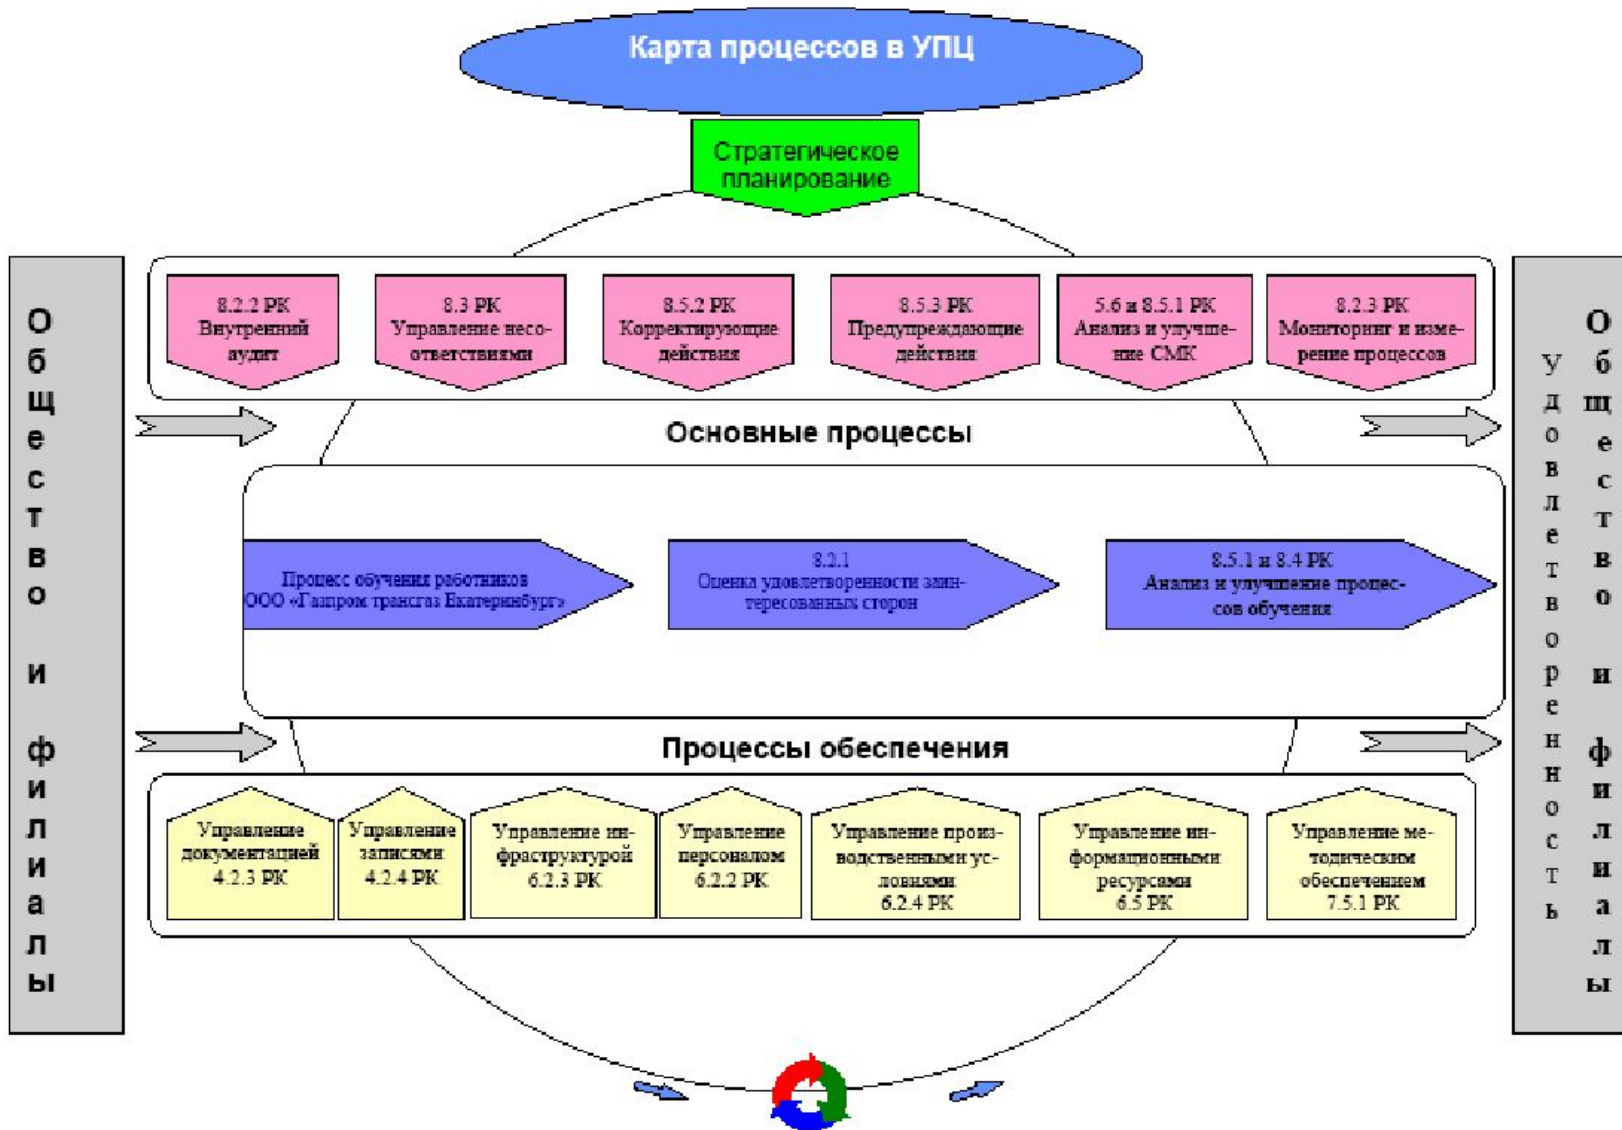 Карта процессов в УПЦ
Стратегическое
планирование
Общество и филиалы
8.2.2 РК
Внутренний
аудит
8.3 РК
Управление несо-
ответствиями
8.5.2 РК
Корректирующие
действия
8.5.3 РК
Предупреждающие
действия
5.6 и 8.5.1 РК
Анализ и улучше-
ние СМК
8.2.3 РК
Мониторинг и изме-
рение процессов
Основные процессы
Процесс обучения работников
ООО «Газпром трансгаз Екатеринбург»
8.2.1
Оценка удовлетворенности заин-
тересованных сторон
8.5.1 и 8.4 РК
Анализ и улучшение процес-
сов обучения
Процессы обеспечения
Управление
документацией
4.2.3 РК
Управление
записями
4.2.4 РК
Управление ин-
фраструктурой
6.2.3 РК
Управление
персоналом
6.2.2 РК
Управление произ-
водственными ус-
ловиями
6.2.4 РК
Управление ин-
формационными
ресурсами
6.5 РК
Управление ме-
тодическим
обеспечением
7.5.1 РК
Удовлетворенность
Общество и филиалы